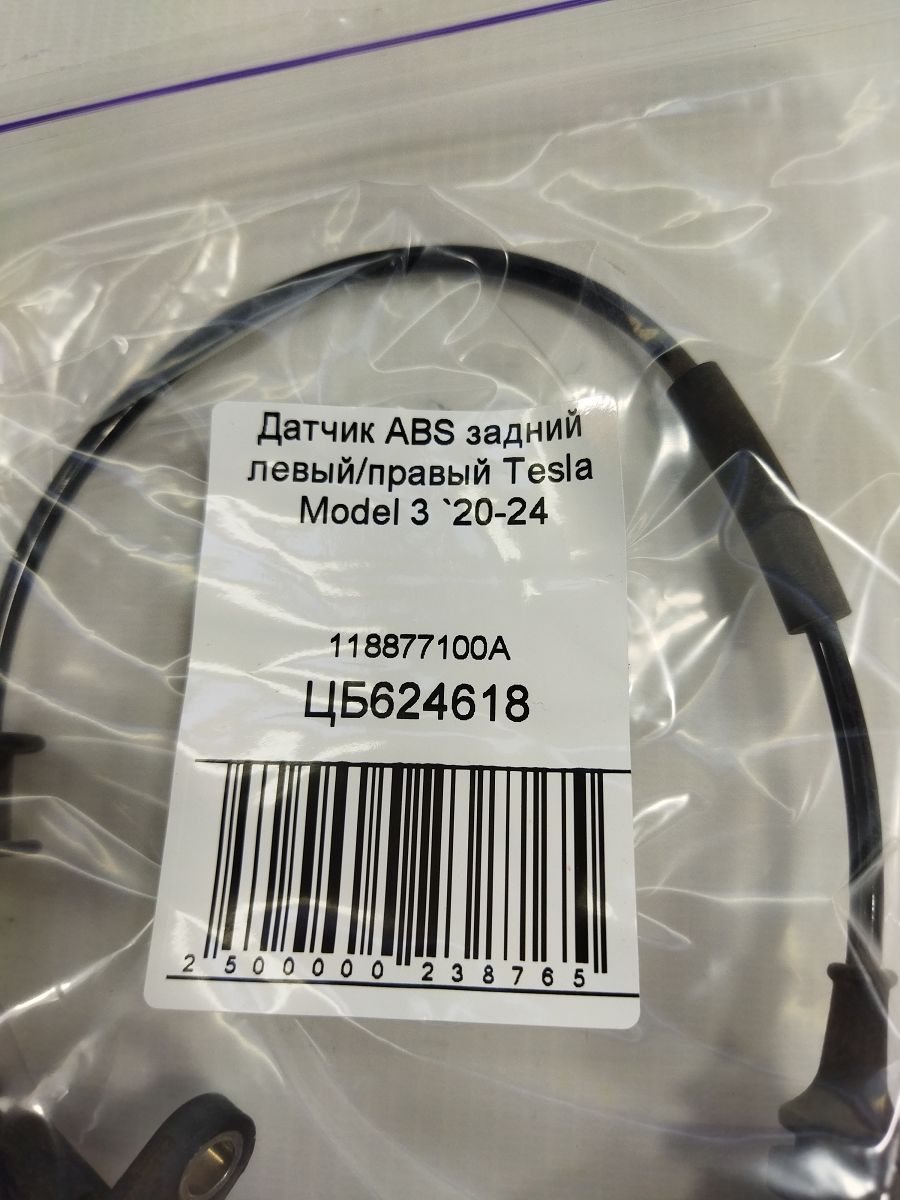 Датчик ABS задний
левый/правый Tesla
Model 3 `20-24
118877100A
ЦБ624618
2 500000 238765